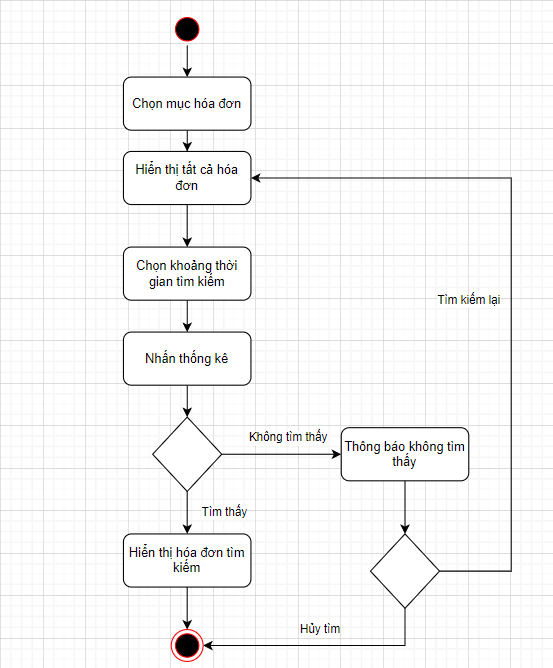 Chọn mục hóa đơn
Hiển thị tất cả hóa
đơn
Chọn khoảng thời
gian tìm kiếm
Tìm kiếm lại
Nhấn thống kê
Không tìm thấy
Thông báo không tìm
thấy
Tìm thấy
Hiển thị hóa đơn tìm
kiếm
Hủy tìm